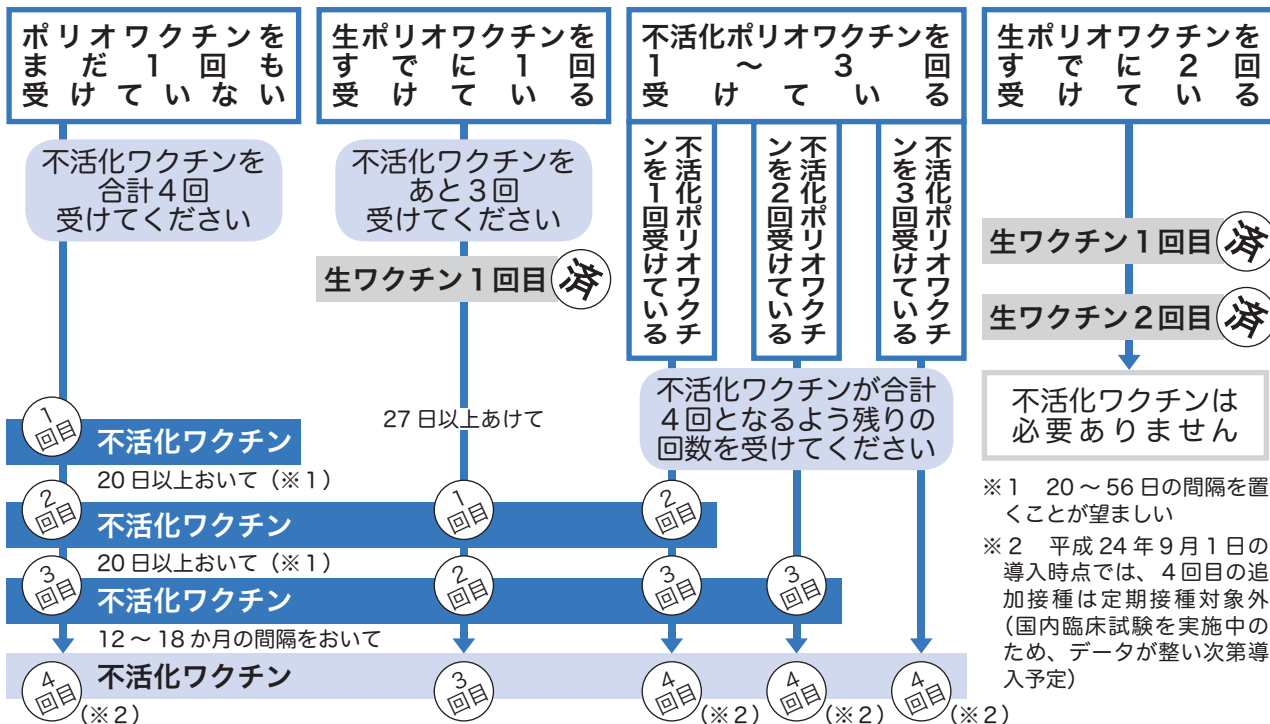 ポリオワクチンを
まだ1回も
受けていない
不活化ワクチンを
合計4回
受けてください
生ポリオワクチンを
すでに1回
受けている
不活化ワクチンを
あと3回
受けてください
生ワクチン1回目 済
27日以上あけて
不活化ポリオワクチンを
1～3回
受けている
不活化ポリオワクチ
ンを1回受けている
不活化ポリオワクチ
ンを2回受けている
不活化ポリオワクチ
ンを3回受けている
不活化ワクチンが合計
4回となるよう残りの
回数を受けてください
生ポリオワクチンを
すでに2回
受けている
生ワクチン1回目 済
生ワクチン2回目 済
不活化ワクチンは
必要ありません
1回目 不活化ワクチン
20日以上おいて（※1）
2回目 不活化ワクチン 1回目 2回目
20日以上おいて（※1）
3回目 不活化ワクチン 2回目 3回目 3回目
12～18か月の間隔をおいて
4回目（※2） 不活化ワクチン 3回目 4回目（※2） 4回目（※2） 4回目（※2）
※1　20～56日の間隔を置
くことが望ましい
※2　平成24年9月1日の
導入時点では、4回目の追
加接種は定期接種対象外
（国内臨床試験を実施中の
ため、データが整い次第導
入予定）